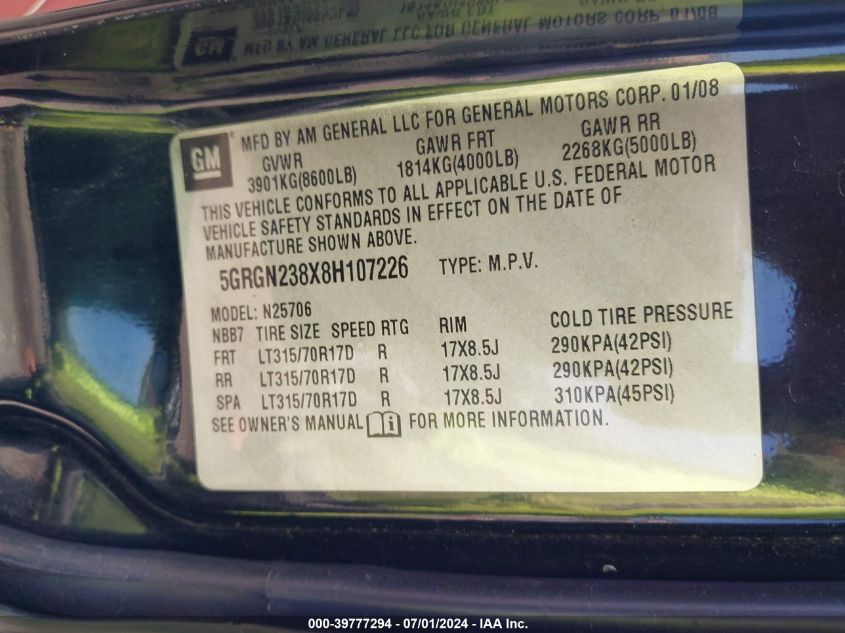 MFD BY AM GENERAL LLC FOR GENERAL MOTORS CORP. 01/08
GM
GVWR GAWR FRT GAWR RR
3901KG(8600LB) 1814KG(4000LB) 2268KG(5000LB)
THIS VEHICLE CONFORMS TO ALL APPLICABLE U.S. FEDERAL MOTOR
VEHICLE SAFETY STANDARDS IN EFFECT ON THE DATE OF
MANUFACTURE SHOWN ABOVE.
5GRGN238X8H107226 TYPE: M.P.V.
MODEL: N25706
NBB7 TIRE SIZE SPEED RTG RIM COLD TIRE PRESSURE
FRT LT315/70R17D R 17X8.5J 290KPA(42PSI)
RR LT315/70R17D R 17X8.5J 290KPA(42PSI)
SPA LT315/70R17D R 17X8.5J 310KPA(45PSI)
SEE OWNER'S MANUAL FOR MORE INFORMATION.
000-39777294 - 07/01/2024 - IAA Inc.